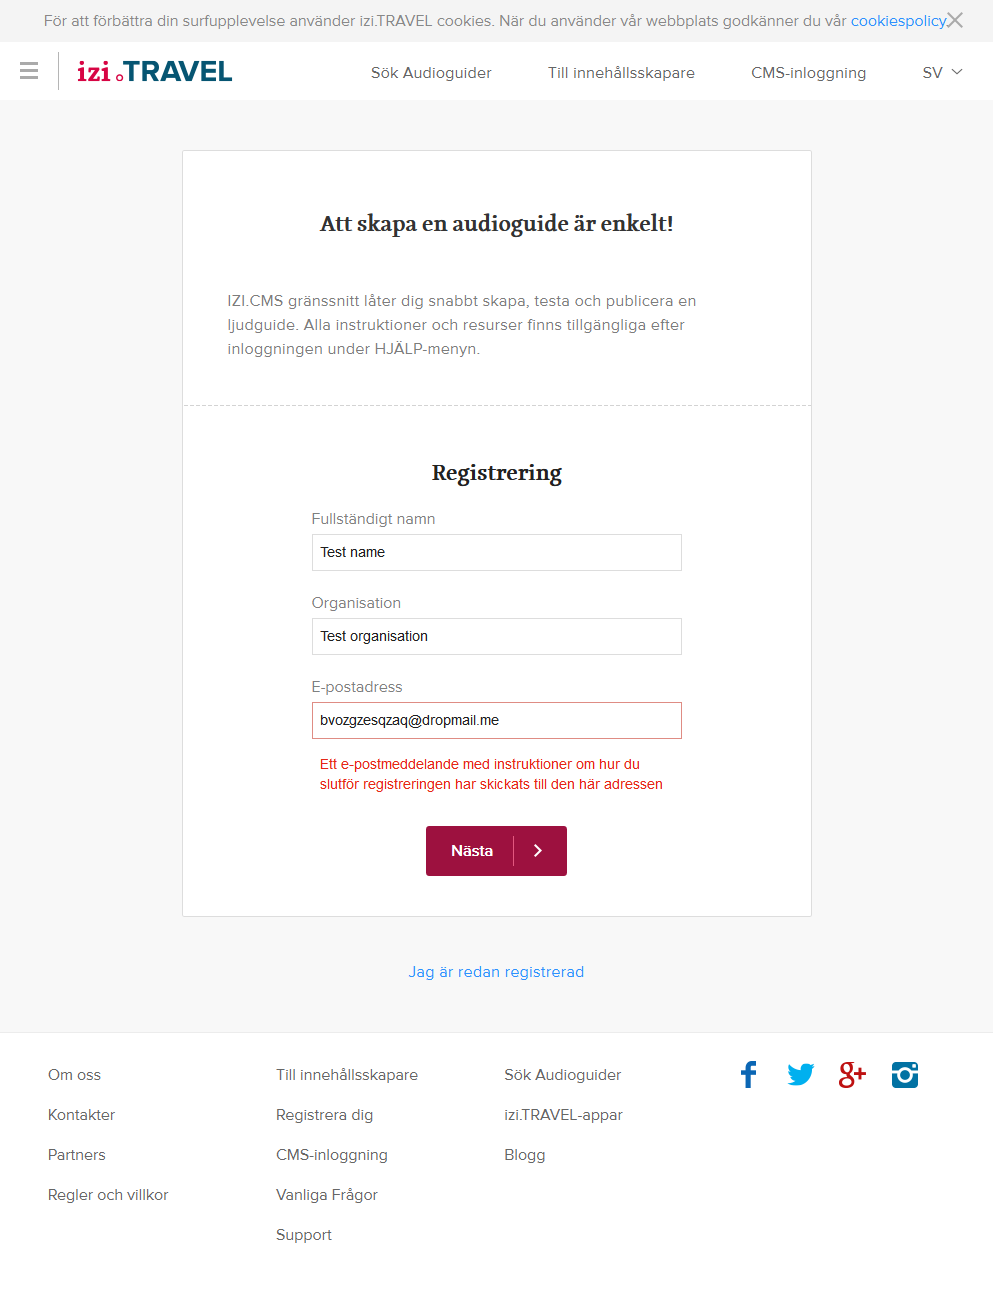 För att förbättra din surfupplevelse använder izi.TRAVEL cookies. När du använder vår webbplats godkänner du vår cookiespolicy.
izi.TRAVEL
Sök Audioguider
Till innehållsskapare
CMS-inloggning
SV
Att skapa en audioguide är enkelt!
IZI.CMS gränssnitt låter dig snabbt skapa, testa och publicera en
ljudguide. Alla instruktioner och resurser finns tillgängliga efter
inloggningen under HJÄLP-menyn.
Registrering
Fullständigt namn
Test name
Organisation
Test organisation
E-postadress
bvozgzesqzaq@dropmail.me
Ett e-postmeddelande med instruktioner om hur du
slutför registreringen har skickats till den här adressen
Nästa
Jag är redan registrerad
Om oss
Kontakter
Partners
Regler och villkor
Till innehållsskapare
Registrera dig
CMS-inloggning
Vanliga Frågor
Support
Sök Audioguider
izi.TRAVEL-appar
Blogg